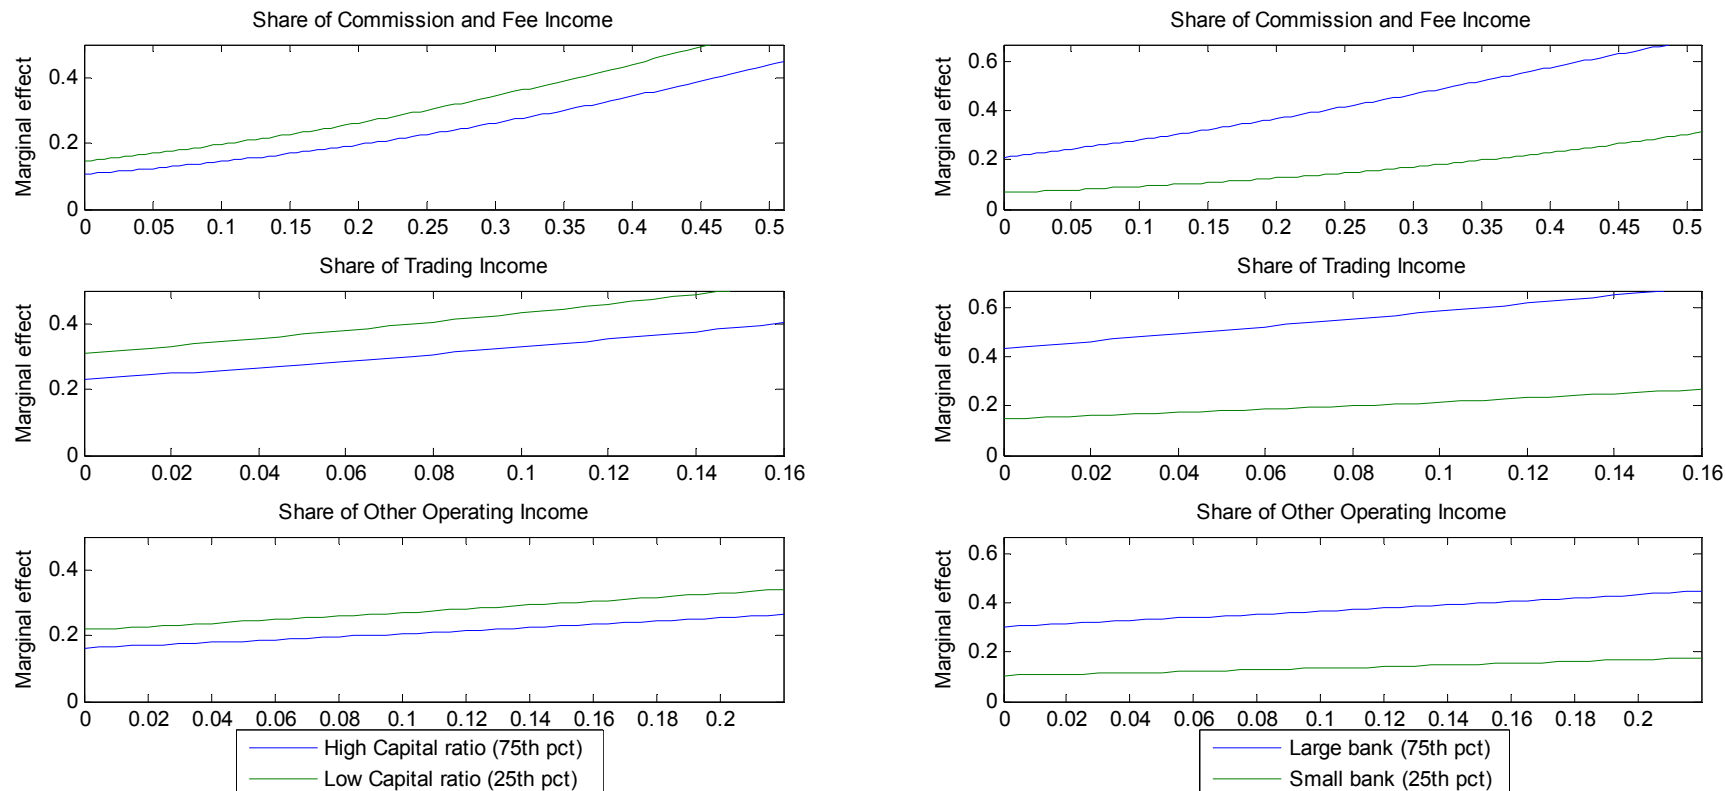 Share of Commission and Fee Income
Marginal effect
0.4
0.2
0
0 0.05 0.1 0.15 0.2 0.25 0.3 0.35 0.4 0.45 0.5
Share of Trading Income
Marginal effect
0.4
0.2
0
0 0.02 0.04 0.06 0.08 0.1 0.12 0.14 0.16
Share of Other Operating Income
Marginal effect
0.4
0.2
0
0 0.02 0.04 0.06 0.08 0.1 0.12 0.14 0.16 0.18 0.2
High Capital ratio (75th pct)
Low Capital ratio (25th pct)
Share of Commission and Fee Income
Marginal effect
0.6
0.4
0.2
0
0 0.05 0.1 0.15 0.2 0.25 0.3 0.35 0.4 0.45 0.5
Share of Trading Income
Marginal effect
0.6
0.4
0.2
0
0 0.02 0.04 0.06 0.08 0.1 0.12 0.14 0.16
Share of Other Operating Income
Marginal effect
0.6
0.4
0.2
0
0 0.02 0.04 0.06 0.08 0.1 0.12 0.14 0.16 0.18 0.2
Large bank (75th pct)
Small bank (25th pct)